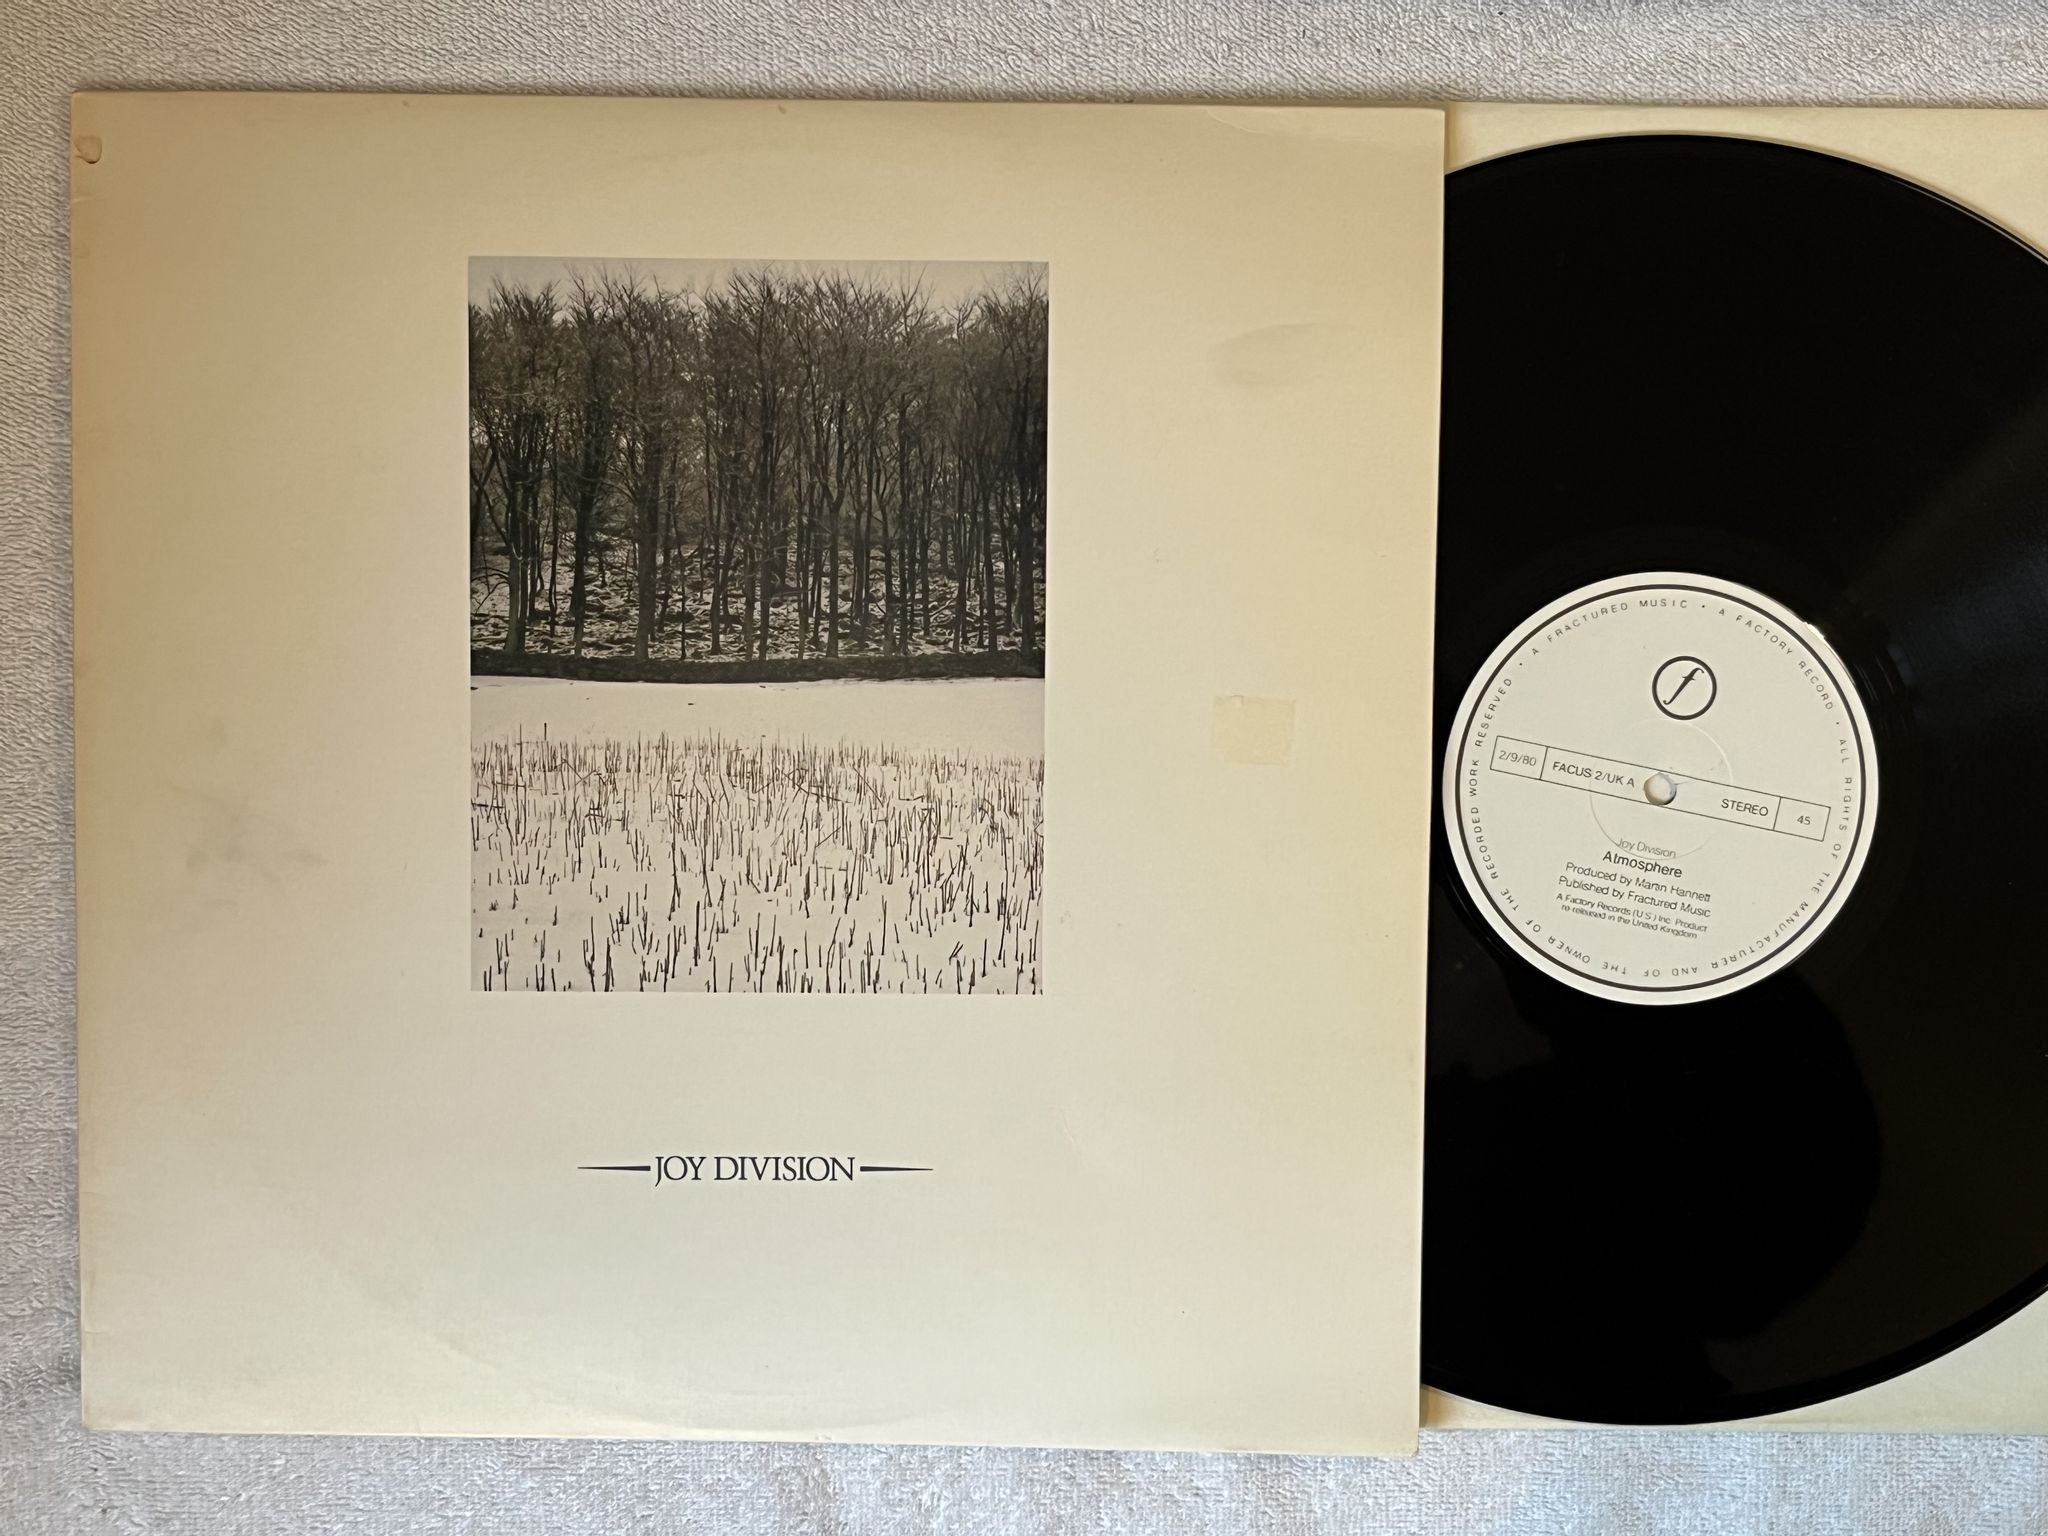 JOY DIVISION
A FRACTURED MUSIC • A FACTORY RECORD • ALL RIGHTS OF THE MANUFACTURER AND OF THE OWNER OF THE RECORDED WORK RESERVED •
f
2/9/80 FACUS 2/UK A STEREO 45
Joy Division
Atmosphere
Produced by Martin Hannett
Published by Fractured Music
A Factory Records (U S ) Inc. Product
re-released in the United Kingdom